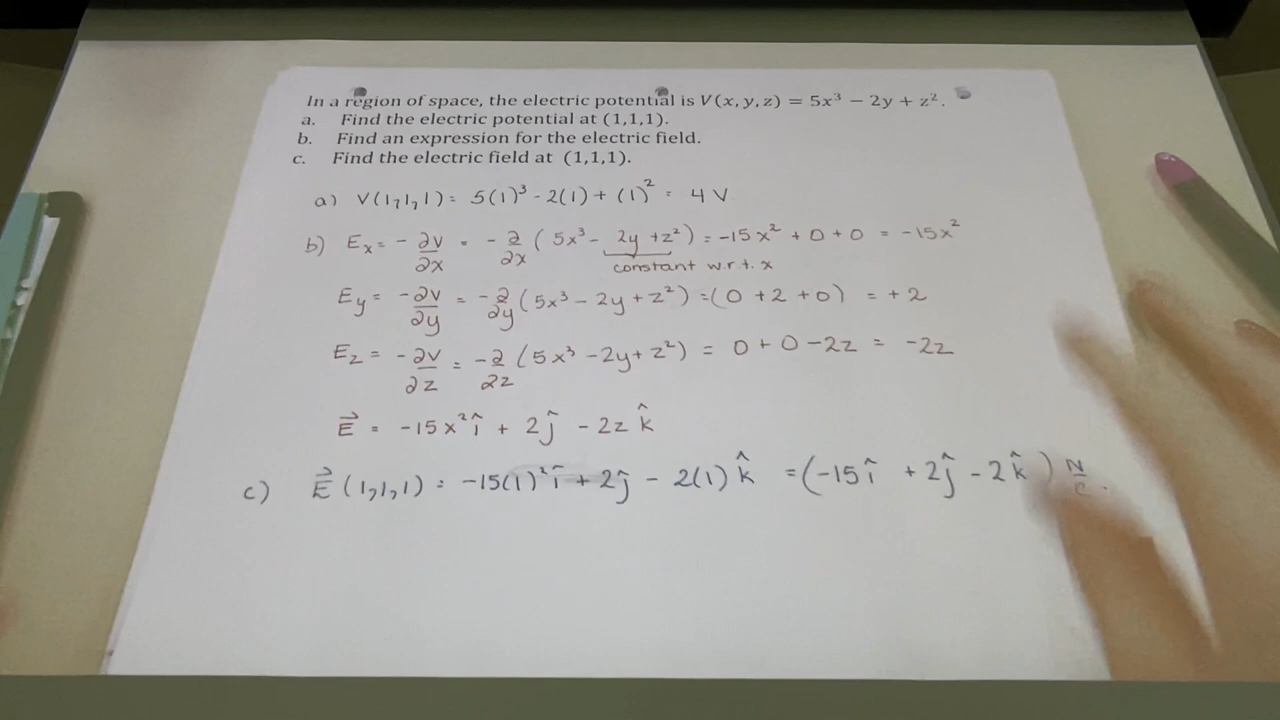 In a region of space, the electric potential is V(x, y, z) = 5x³ − 2y + z².
a. Find the electric potential at (1,1,1).
b. Find an expression for the electric field.
c. Find the electric field at (1,1,1).
a) V(1,1,1) = 5(1)³ - 2(1) + (1)² = 4 V
b) Ex = - ∂V/∂x = - ∂/∂x (5x³ - 2y + z²) = -15x² + 0 + 0 = -15x²
constant w.r.t. x
Ey = -∂V/∂y = -∂/∂y (5x³ - 2y + z²) = (0 + 2 + 0) = +2
Ez = -∂V/∂z = -∂/∂z (5x³ - 2y + z²) = 0 + 0 - 2z = -2z
E⃗ = -15x² î + 2ĵ - 2z k̂
c) E⃗ (1,1,1) = -15(1)² î + 2ĵ - 2(1) k̂ = (-15 î + 2ĵ - 2k̂) N/C.